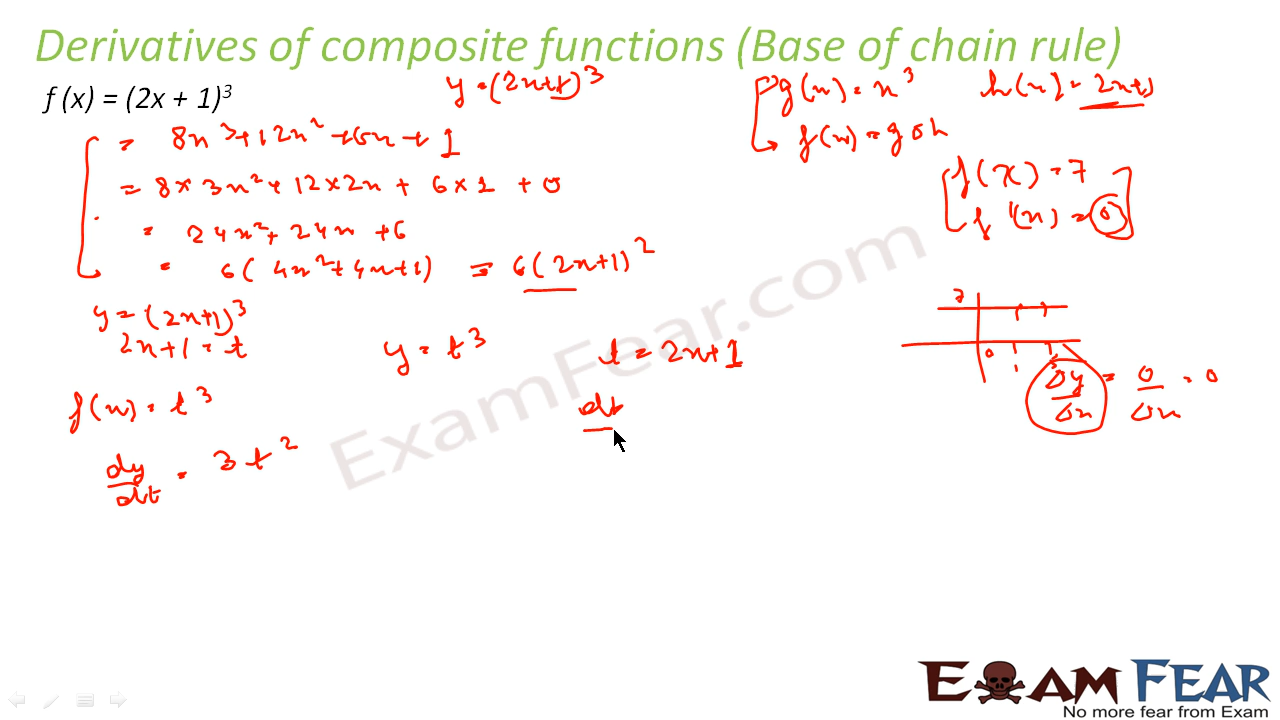 Derivatives of composite functions (Base of chain rule)
f (x) = (2x + 1)³
y = (2x+1)³
g(x) = x³
h(x) = 2x+1
f(x) = g o h
= 8x³ + 12x² + 6x + 1
= 8 × 3x² + 12 × 2x + 6 × 1 + 0
= 24x² + 24x + 6
= 6(4x² + 4x + 1) = 6(2x+1)²
f(x) = 7
f'(x) = 0
y = (2x+1)³
2x+1 = t
y = t³
t = 2x+1
7
0
Δy/Δx = 0/Δx = 0
f(x) = t³
dt
dy/dt = 3t²
ExamFear.com
EXAM FEAR
No more fear from Exam